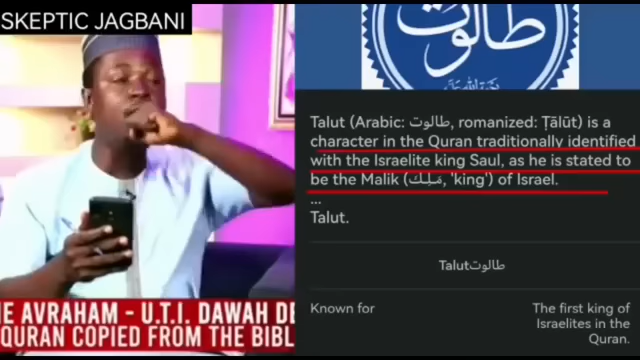 SKEPTIC JAGBANI
NE AVRAHAM - U.T.I. DAWAH DE
QURAN COPIED FROM THE BIBL
طالوت
Talut (Arabic: طالوت, romanized: Ṭālūt) is a
character in the Quran traditionally identified
with the Israelite king Saul, as he is stated to
be the Malik (مَلِك, 'king') of Israel.
...
Talut.
Talutطالوت
Known for
The first king of
Israelites in the
Quran.